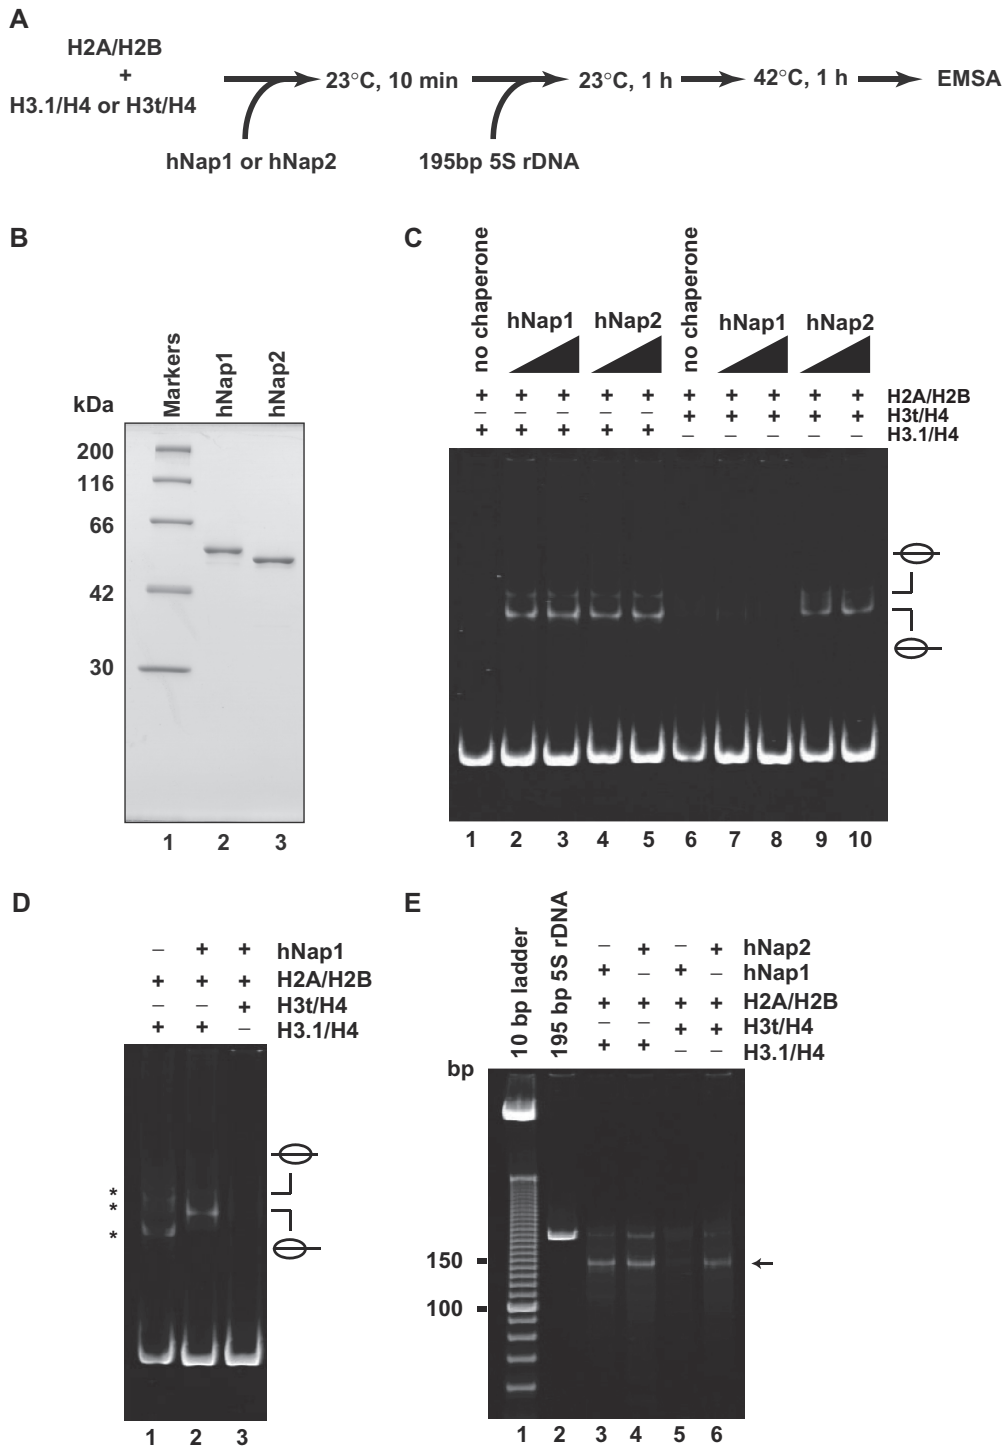 A
H2A/H2B
+
H3.1/H4 or H3t/H4
23°C, 10 min
23°C, 1 h
42°C, 1 h
EMSA
hNap1 or hNap2
195bp 5S rDNA
B
kDa
Markers
hNap1
hNap2
200
116
66
42
30
1 2 3
C
no chaperone
hNap1
hNap2
no chaperone
hNap1
hNap2
+ + + + + + + + + + H2A/H2B
– – – – – + + + + + H3t/H4
+ + + + + – – – – – H3.1/H4
1 2 3 4 5 6 7 8 9 10
D
– + + hNap1
+ + + H2A/H2B
– – + H3t/H4
+ + – H3.1/H4
*
*
*
1 2 3
E
10 bp ladder
195 bp 5S rDNA
– + – + hNap2
+ – + – hNap1
+ + + + H2A/H2B
– – + + H3t/H4
+ + – – H3.1/H4
bp
150
100
1 2 3 4 5 6